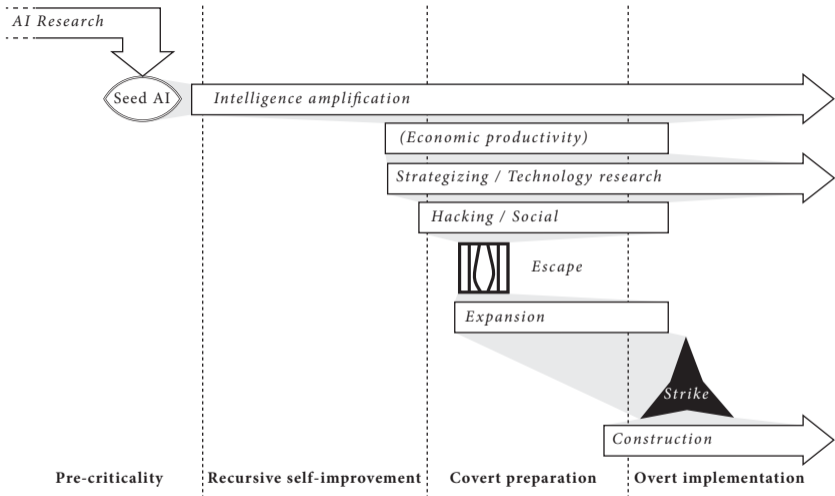 AI Research
Seed AI
Intelligence amplification
(Economic productivity)
Strategizing / Technology research
Hacking / Social
Escape
Expansion
Strike
Construction
Pre-criticality
Recursive self-improvement
Covert preparation
Overt implementation